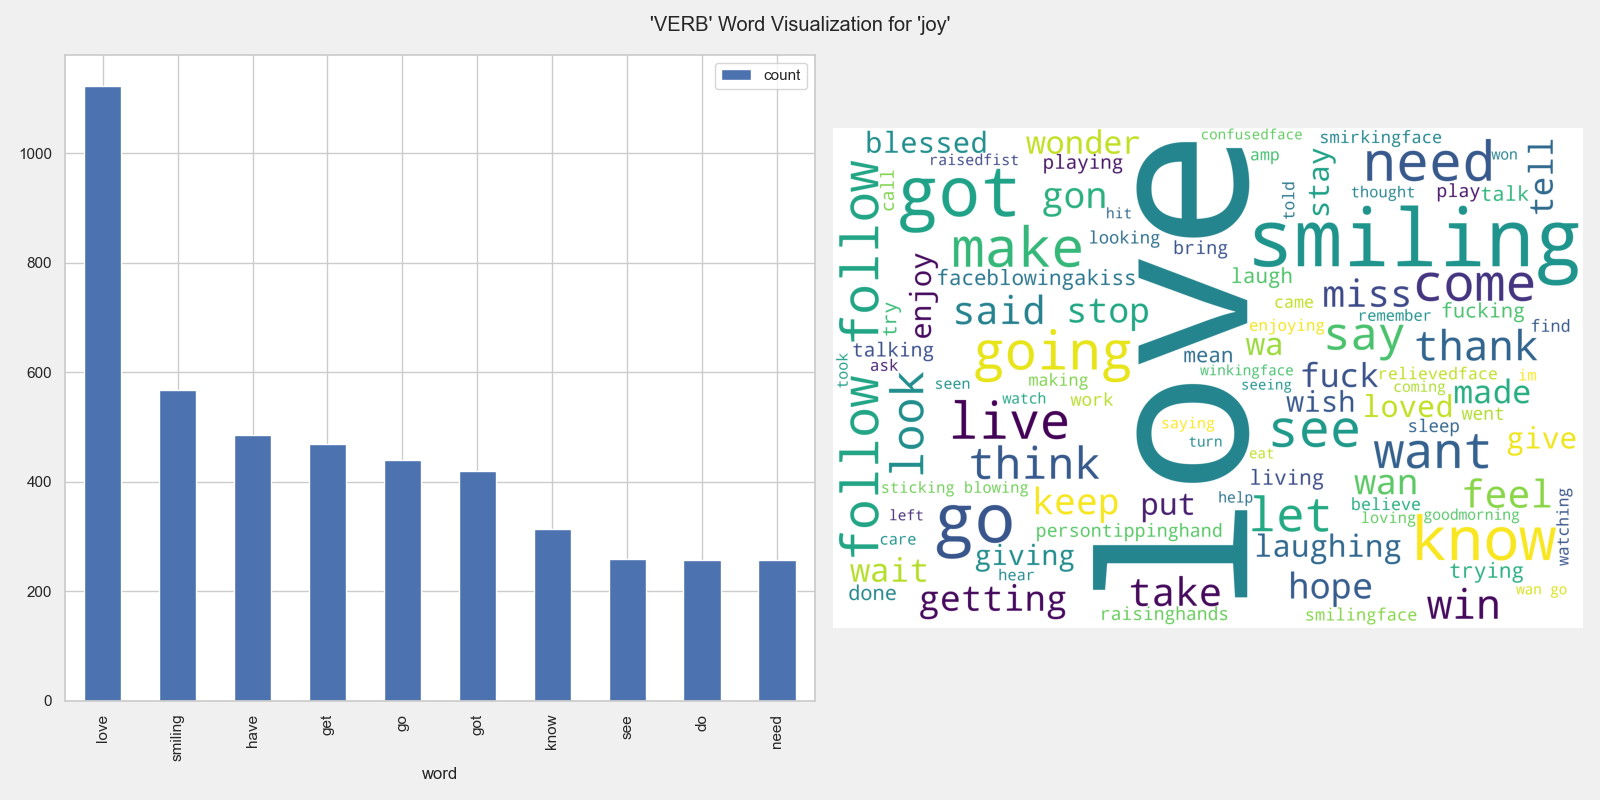 'VERB' Word Visualization for 'joy'
count
1000
800
600
400
200
0
love
smiling
have
get
go
got
know
see
do
need
word
blessed
wonder
confusedface
smirkingface
raisedfist
playing
amp
need
won
tell
call
got
gon
told
stay
thought
play
talk
follow follow
hit
love
smiling
make
looking
bring
enjoy
faceblowingakiss
laugh
miss
come
try
said
stop
came
remember
fucking
enjoying
find
talking
going
wa
say
thank
mean
took
ask
winkingface
fuck
relievedface
im
seen
making
seeing
coming
look
watch
work
wish
loved
made
went
live
saying
see
sleep
turn
want
give
follow
think
eat
living
wan
feel
sticking blowing
keep
put
help
believe
left
go
let
loving
goodmorning
watching
care
persontippinghand
know
giving
laughing
wait
hear
trying
done
getting
take
hope
win
wan go
raisinghands
smilingface